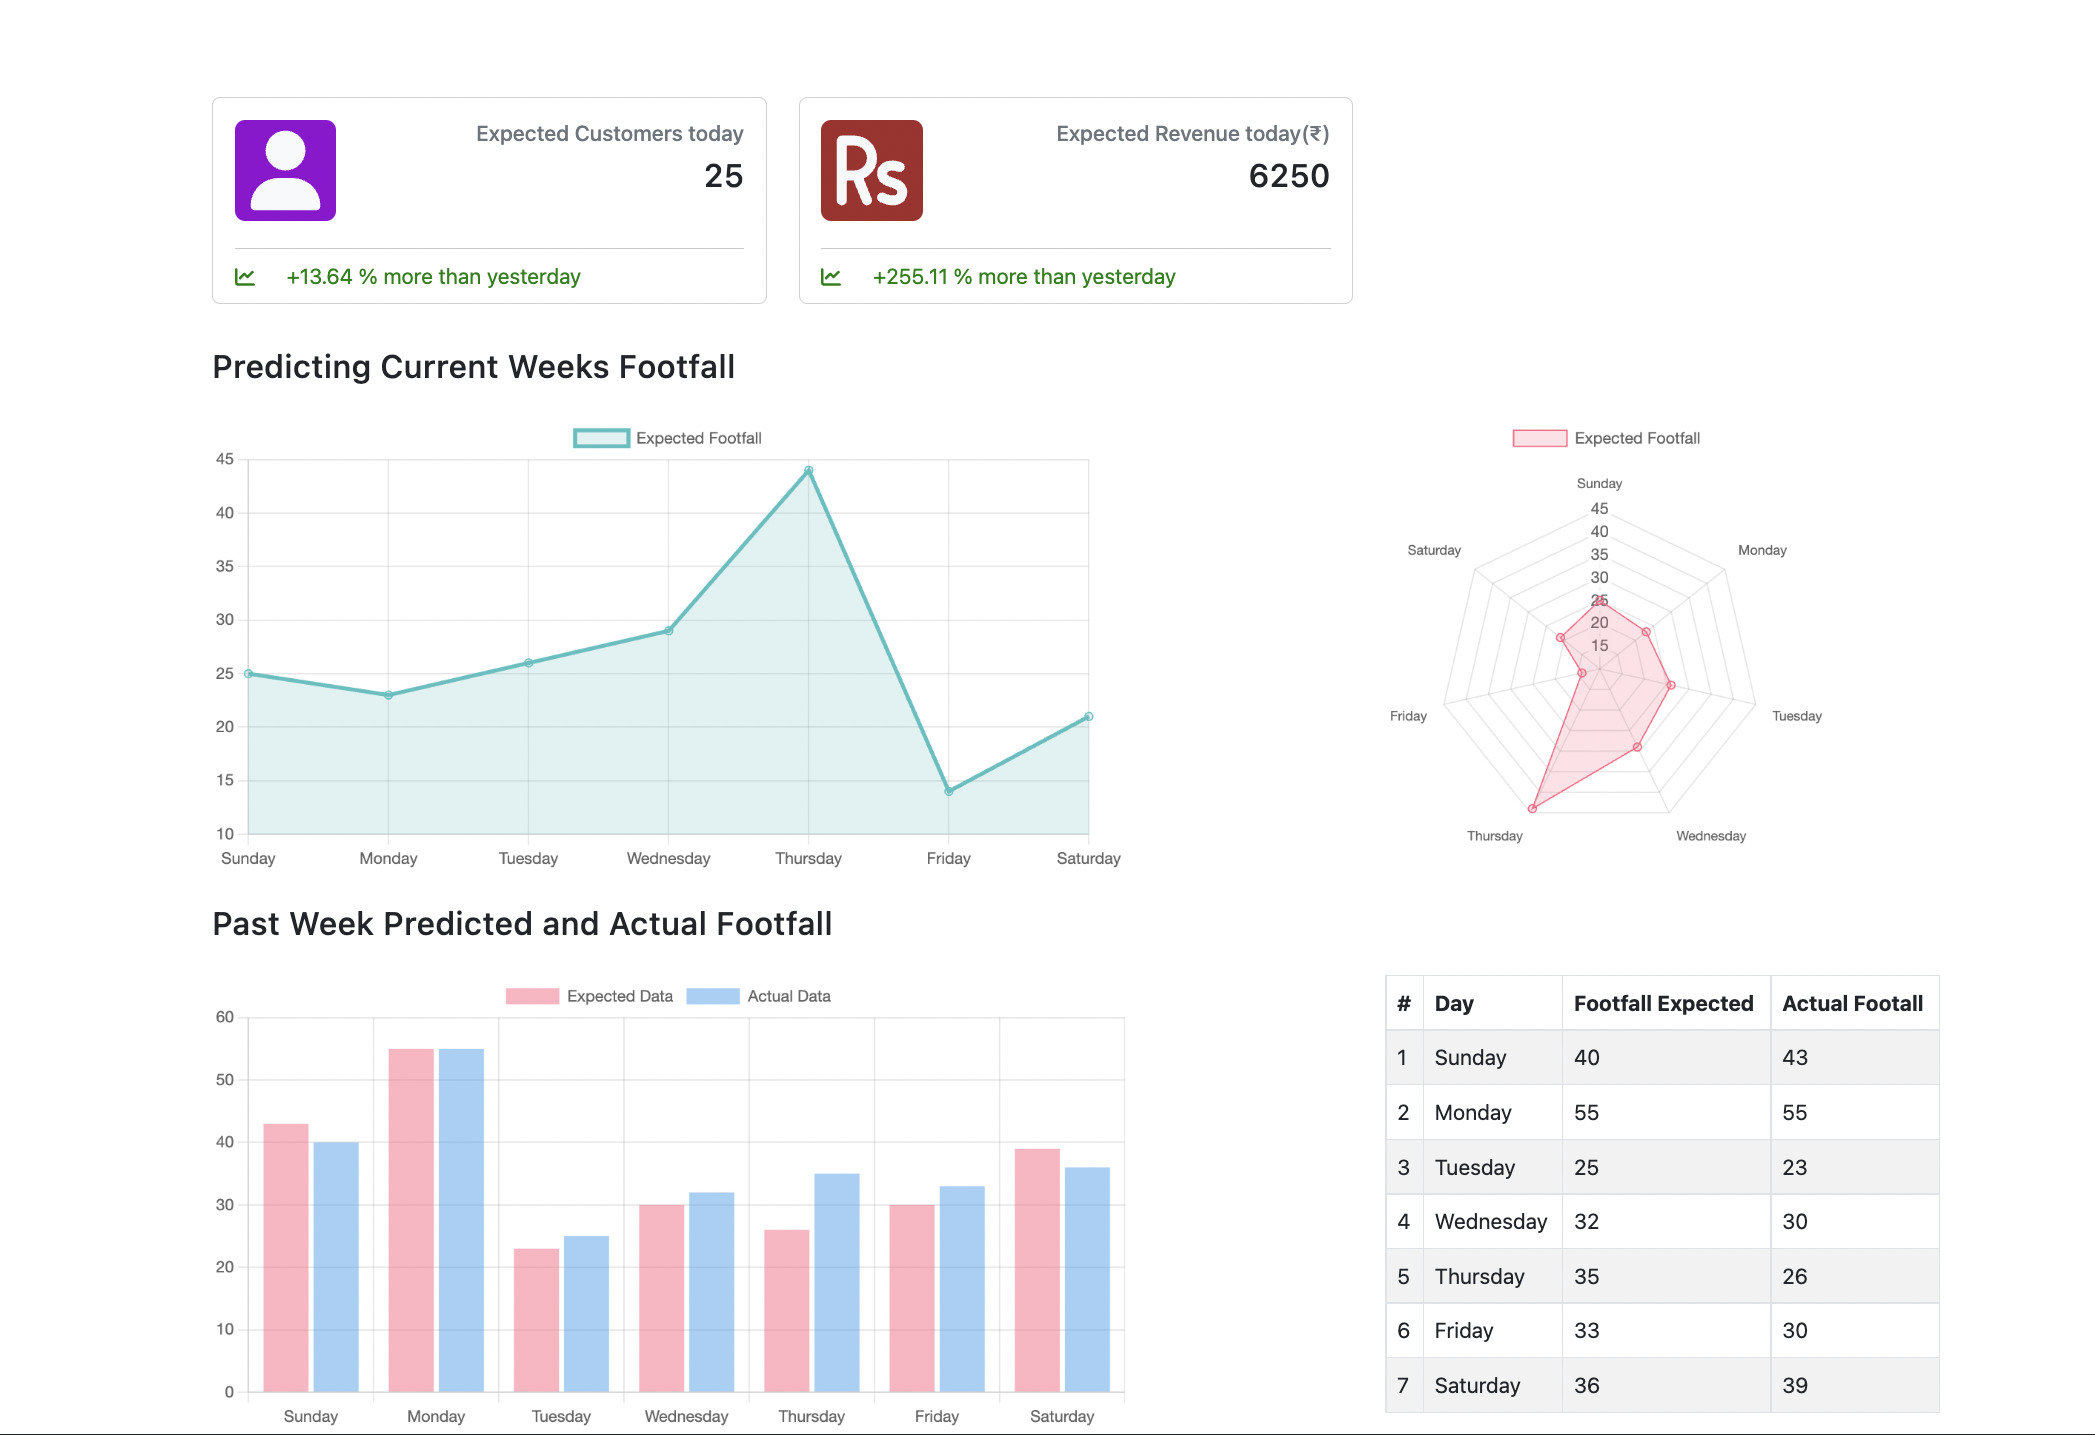 Expected Customers today
25
+13.64 % more than yesterday
Rs
Expected Revenue today(₹)
6250
+255.11 % more than yesterday
Predicting Current Weeks Footfall
Expected Footfall
45
40
35
30
25
20
15
10
Sunday Monday Tuesday Wednesday Thursday Friday Saturday
Expected Footfall
Sunday
Monday
Tuesday
Wednesday
Thursday
Friday
Saturday
45
40
35
30
25
20
15
Past Week Predicted and Actual Footfall
Expected Data Actual Data
60
50
40
30
20
10
0
Sunday Monday Tuesday Wednesday Thursday Friday Saturday
# Day Footfall Expected Actual Footall
1 Sunday 40 43
2 Monday 55 55
3 Tuesday 25 23
4 Wednesday 32 30
5 Thursday 35 26
6 Friday 33 30
7 Saturday 36 39